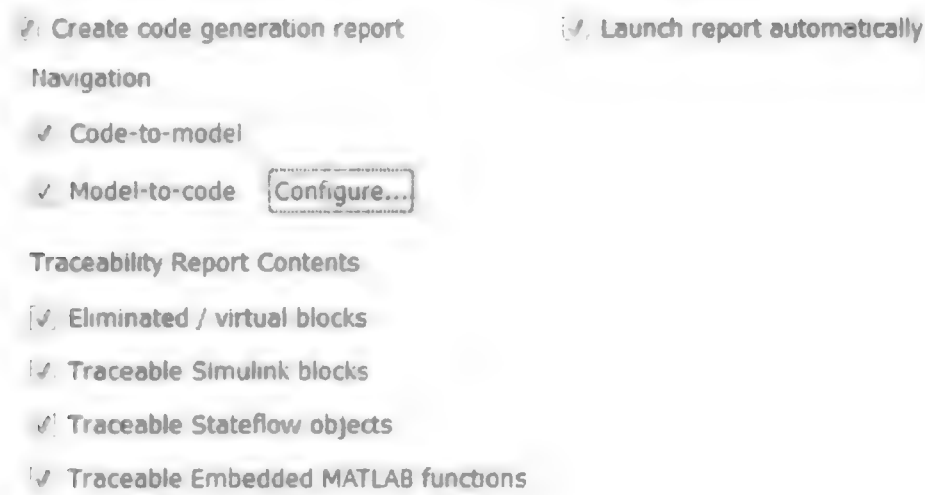 Create code generation report Launch report automatically
Navigation
Code-to-model
Model-to-code Configure...
Traceability Report Contents
Eliminated / virtual blocks
Traceable Simulink blocks
Traceable Stateflow objects
Traceable Embedded MATLAB functions